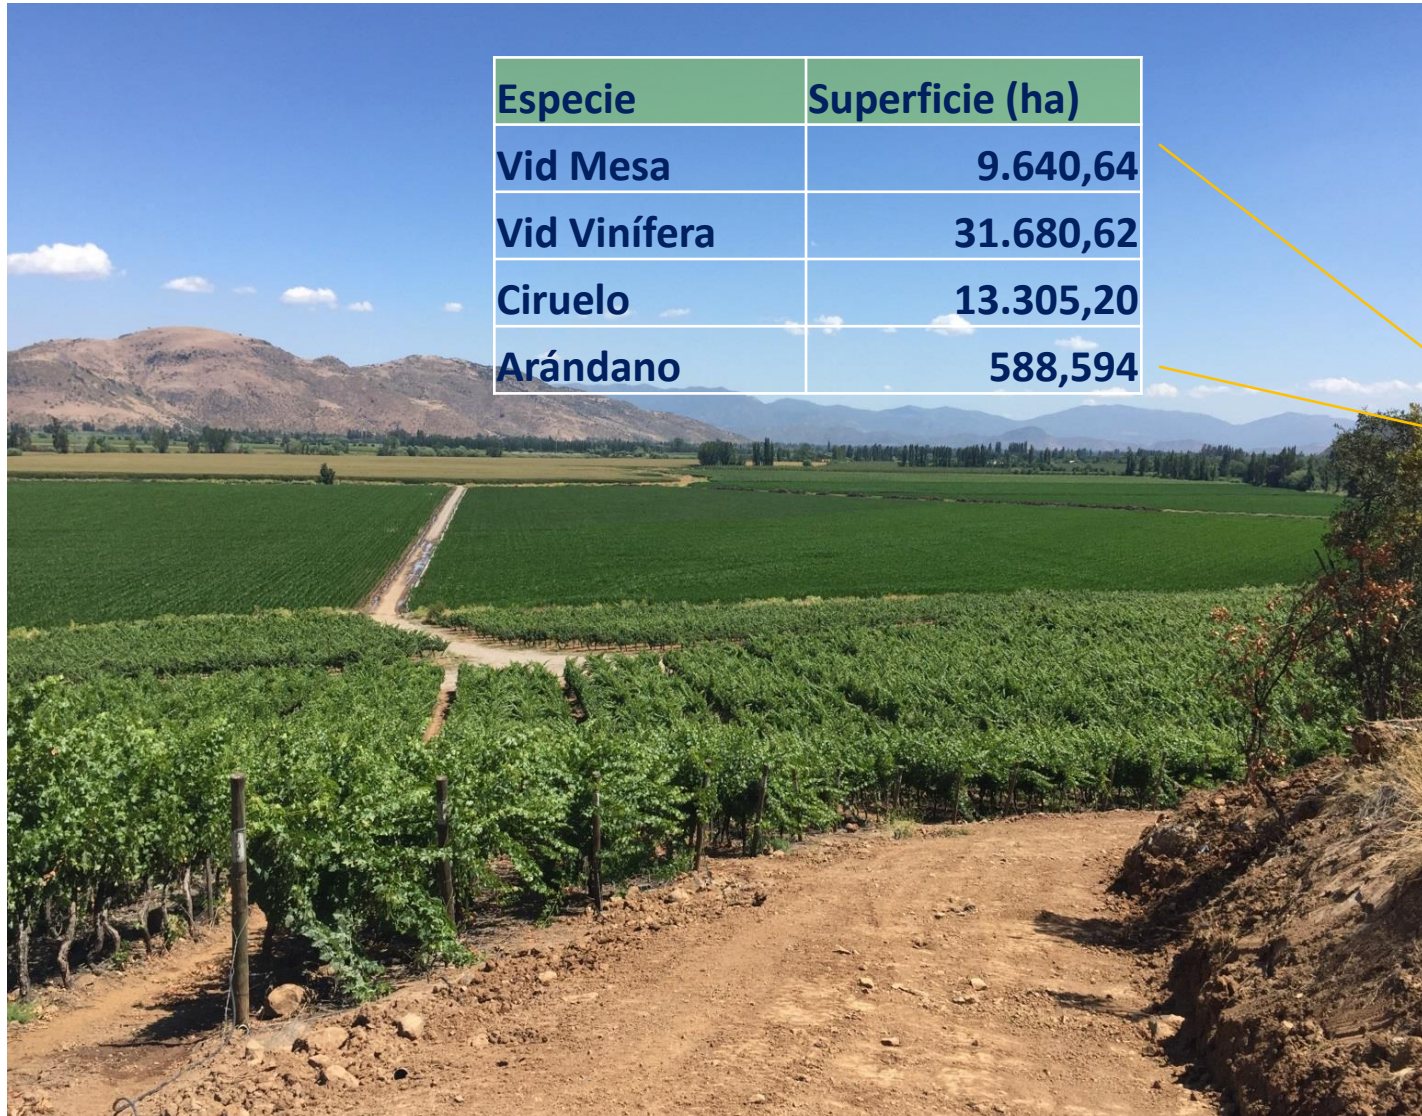 Especie Superficie (ha)
Vid Mesa 9.640,64
Vid Vinífera 31.680,62
Ciruelo 13.305,20
Arándano 588,594